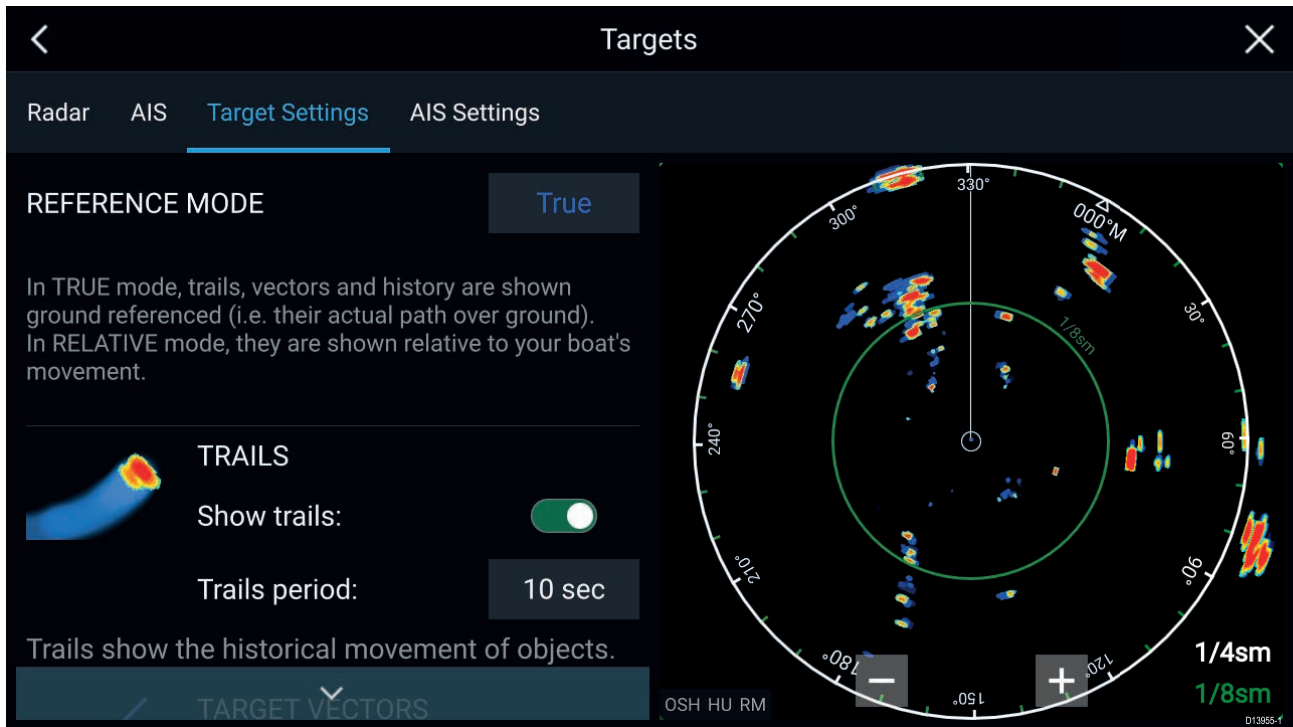 Targets
Radar AIS Target Settings AIS Settings
REFERENCE MODE True
In TRUE mode, trails, vectors and history are shown
ground referenced (i.e. their actual path over ground).
In RELATIVE mode, they are shown relative to your boat's
movement.
TRAILS
Show trails:
Trails period: 10 sec
Trails show the historical movement of objects.
TARGET VECTORS
330°
000°M
30°
60°
90°
120°
150°
180°
210°
240°
270°
300°
1/8sm
1/4sm
1/8sm
OSH HU RM
− +
D13955-1